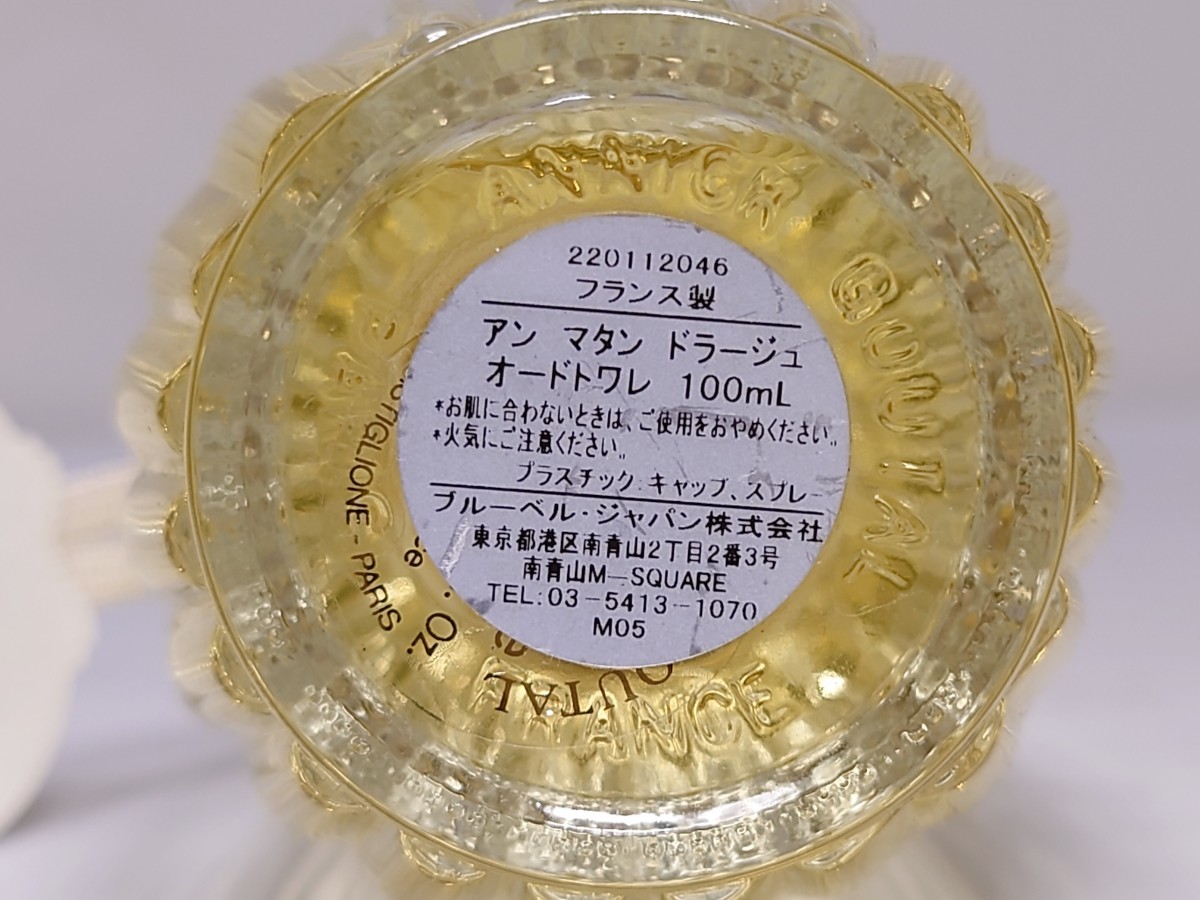 220112046
フランス製
アン マタン ドラージュ
オードトワレ 100mL
*お肌に合わないときは、ご使用をおやめください。
*火気にご注意ください。
プラスチック:キャップ、スプレー
ブルーベル・ジャパン株式会社
東京都港区南青山2丁目2番3号
南青山M-SQUARE
TEL:03-5413-1070
M05
GOUTAL
TIGLIONE - PARIS
Oz.
OUTAL